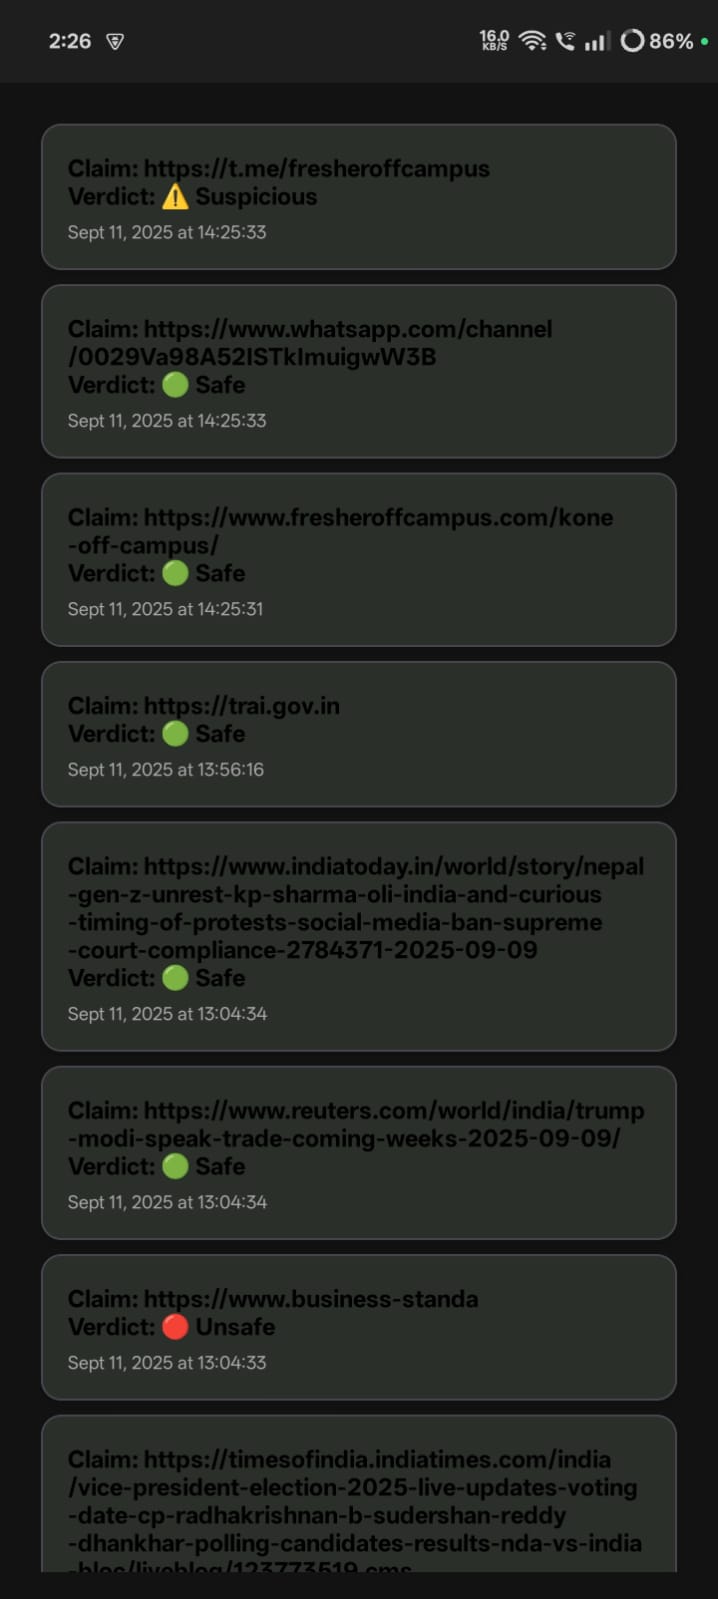 2:26
16.0
KB/S
86%
Claim: https://t.me/fresheroffcampus
Verdict: ⚠️ Suspicious
Sept 11, 2025 at 14:25:33
Claim: https://www.whatsapp.com/channel
/0029Va98A52ISTkImuigwW3B
Verdict: 🟢 Safe
Sept 11, 2025 at 14:25:33
Claim: https://www.fresheroffcampus.com/kone
-off-campus/
Verdict: 🟢 Safe
Sept 11, 2025 at 14:25:31
Claim: https://trai.gov.in
Verdict: 🟢 Safe
Sept 11, 2025 at 13:56:16
Claim: https://www.indiatoday.in/world/story/nepal
-gen-z-unrest-kp-sharma-oli-india-and-curious
-timing-of-protests-social-media-ban-supreme
-court-compliance-2784371-2025-09-09
Verdict: 🟢 Safe
Sept 11, 2025 at 13:04:34
Claim: https://www.reuters.com/world/india/trump
-modi-speak-trade-coming-weeks-2025-09-09/
Verdict: 🟢 Safe
Sept 11, 2025 at 13:04:34
Claim: https://www.business-standa
Verdict: 🔴 Unsafe
Sept 11, 2025 at 13:04:33
Claim: https://timesofindia.indiatimes.com/india
/vice-president-election-2025-live-updates-voting
-date-cp-radhakrishnan-b-sudershan-reddy
-dhankhar-polling-candidates-results-nda-vs-india
-bloc/liveblog/123773519.cms